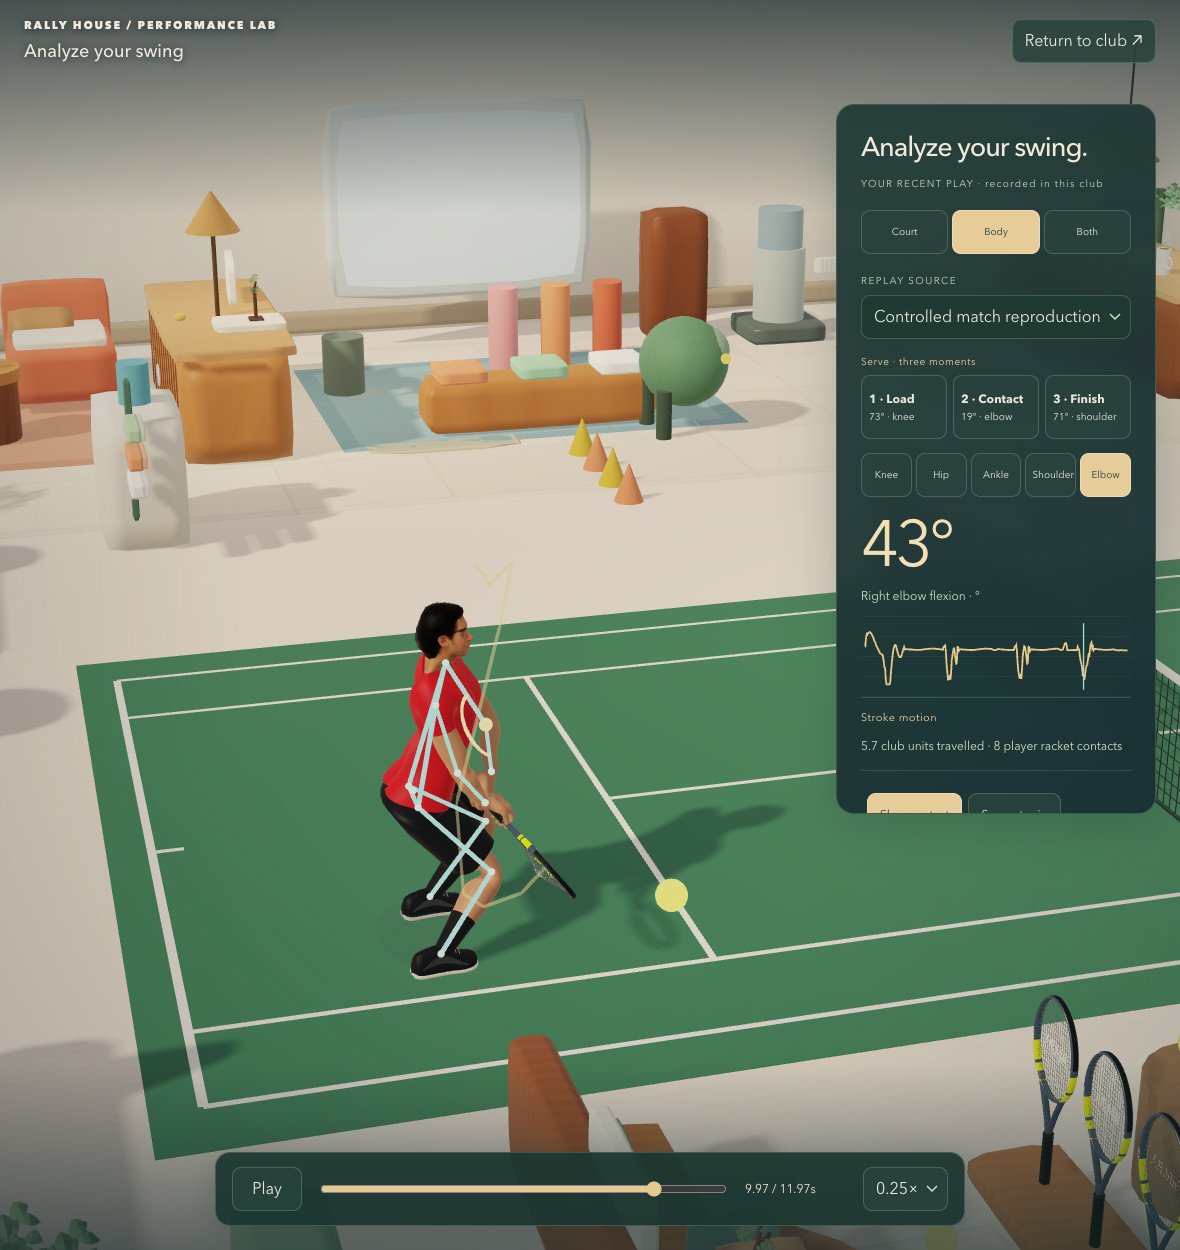 RALLY HOUSE / PERFORMANCE LAB
Analyze your swing
Return to club ↗
Analyze your swing.
YOUR RECENT PLAY · recorded in this club
Court Body Both
REPLAY SOURCE
Controlled match reproduction
Serve · three moments
1 · Load 2 · Contact 3 · Finish
73° · knee 19° · elbow 71° · shoulder
Knee Hip Ankle Shoulder Elbow
43°
Right elbow flexion · °
Stroke motion
5.7 club units travelled · 8 player racket contacts
Play 9.97 / 11.97s 0.25×